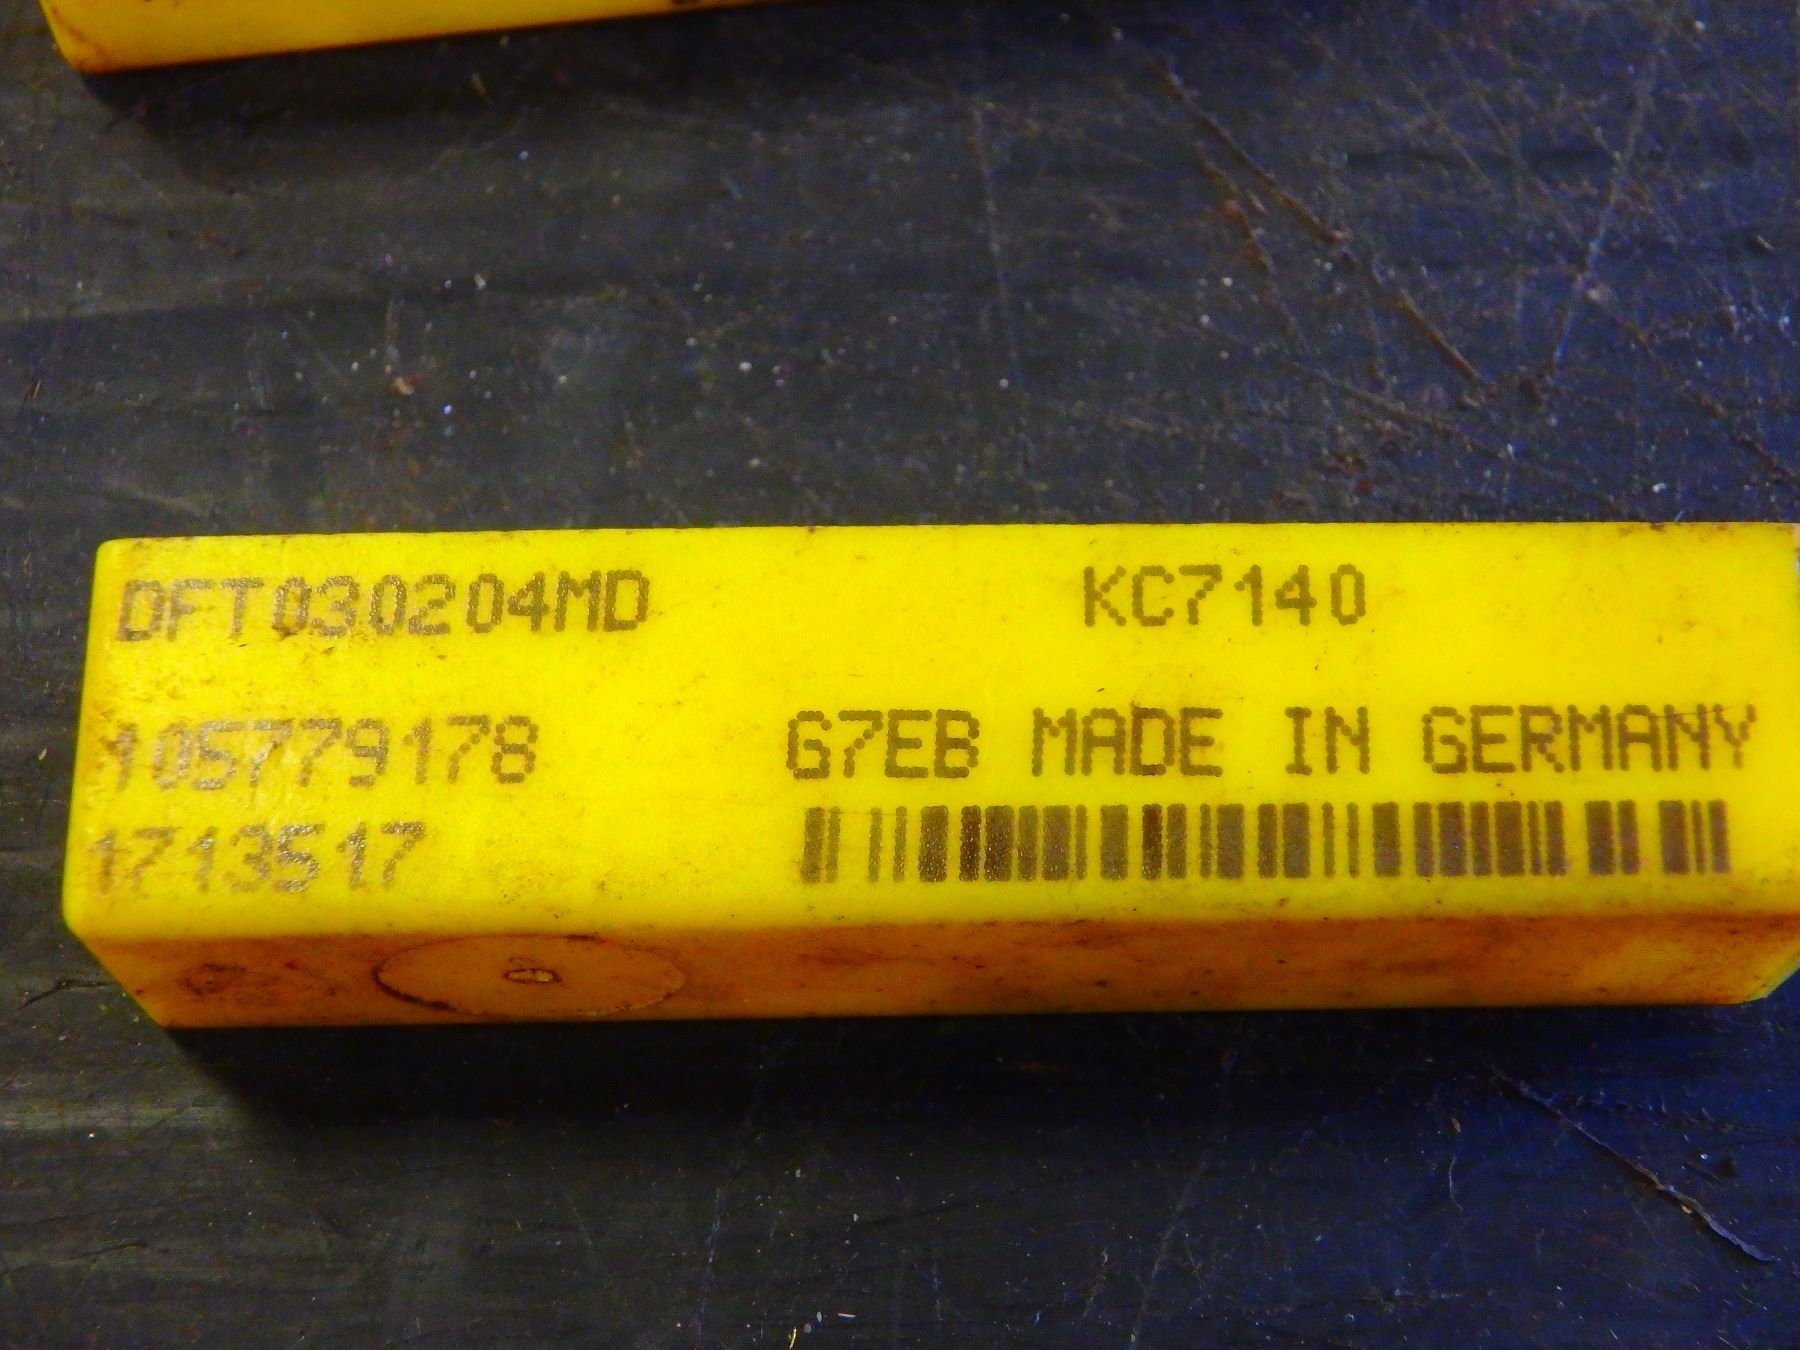 DFT030204MD KC7140
105779178 G7EB MADE IN GERMANY
1713517